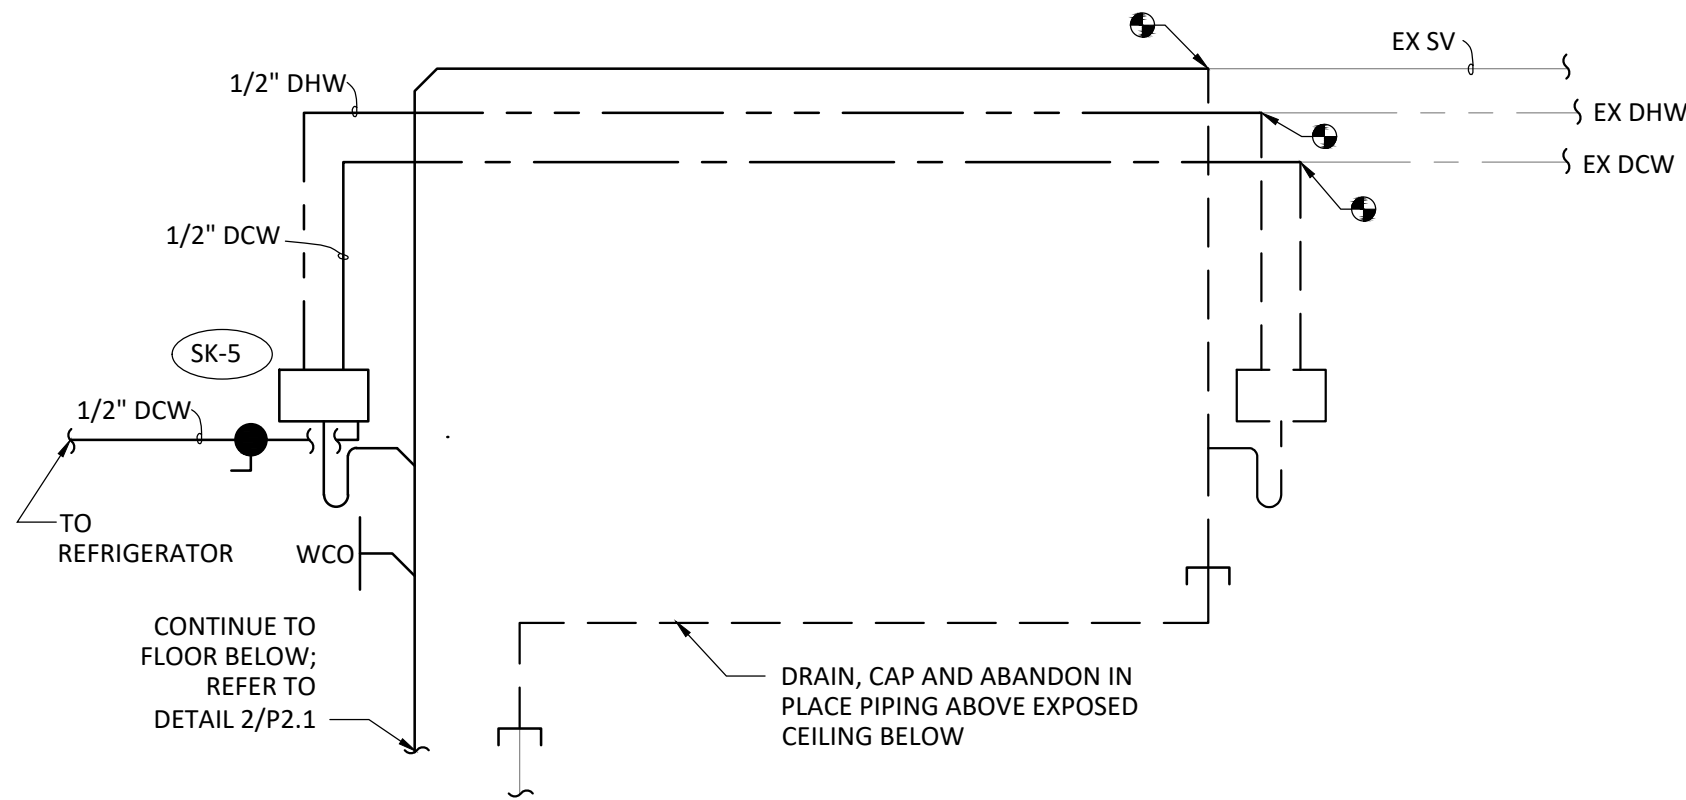 EX SV
1/2" DHW
EX DHW
EX DCW
1/2" DCW
SK-5
1/2" DCW
TO
REFRIGERATOR
WCO
CONTINUE TO
FLOOR BELOW;
REFER TO
DETAIL 2/P2.1
DRAIN, CAP AND ABANDON IN
PLACE PIPING ABOVE EXPOSED
CEILING BELOW